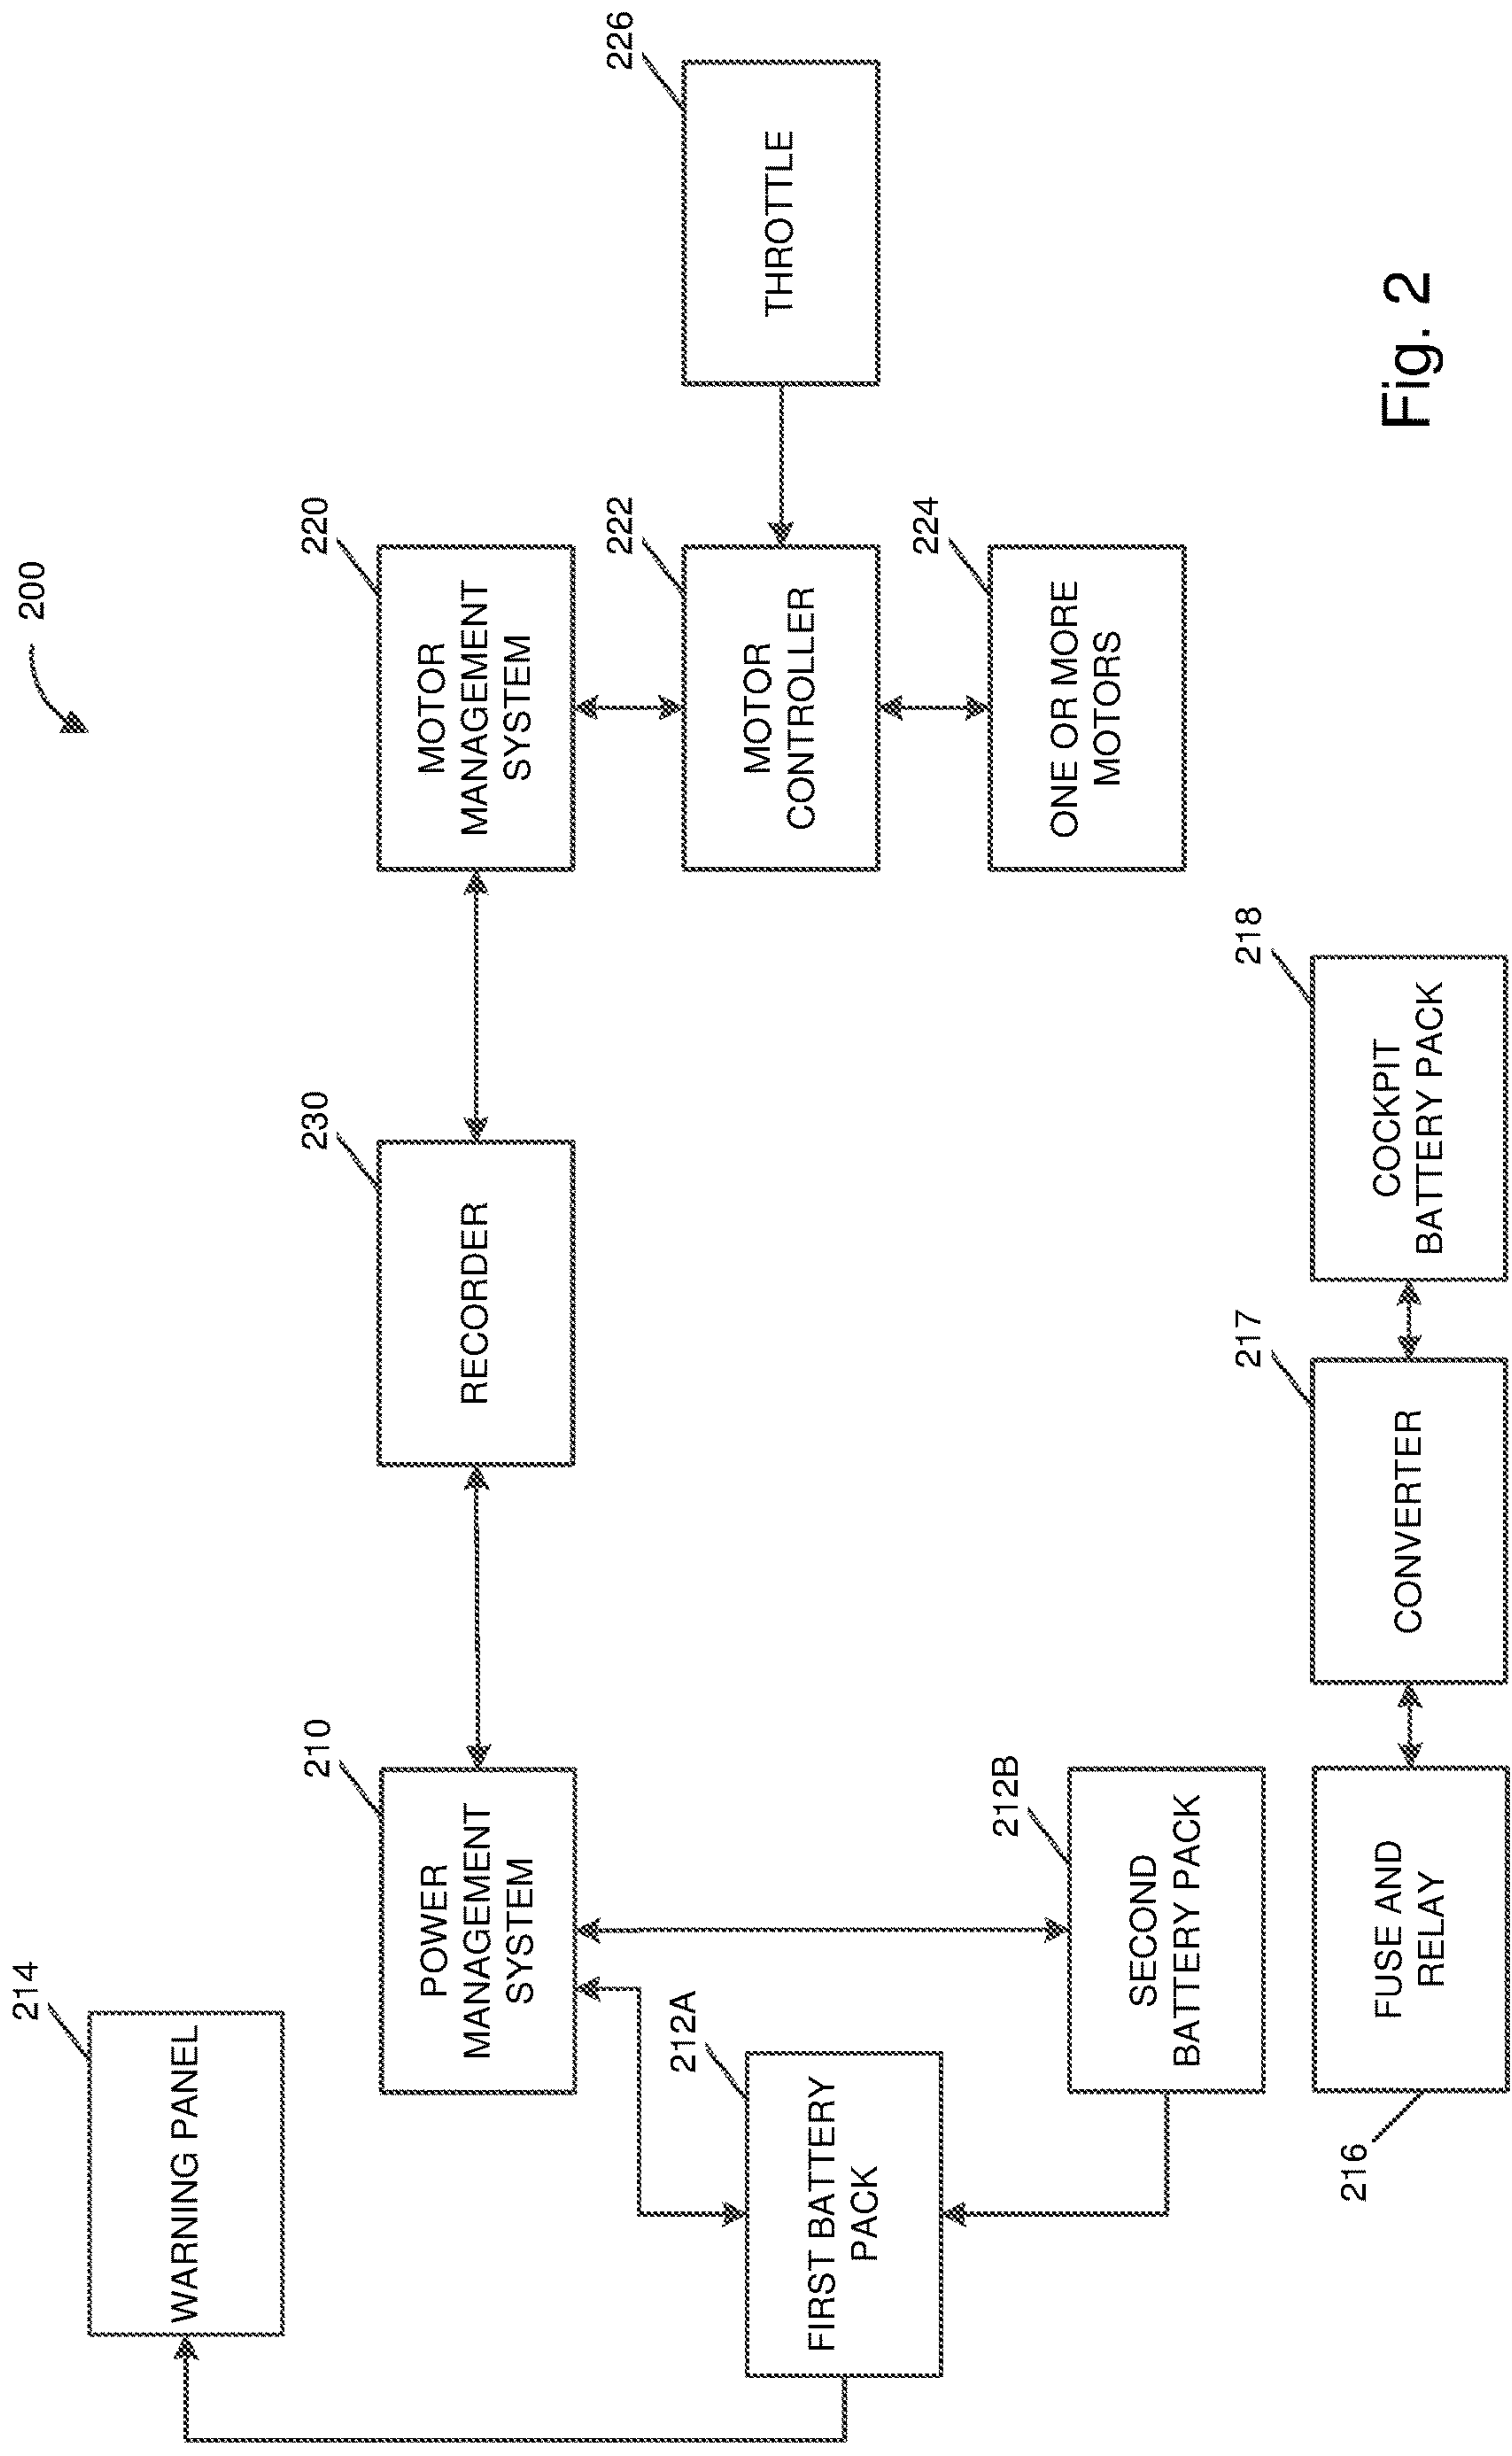 200
214
WARNING PANEL
210
POWER
MANAGEMENT
SYSTEM
230
RECORDER
220
MOTOR
MANAGEMENT
SYSTEM
212A
FIRST BATTERY
PACK
222
MOTOR
CONTROLLER
226
THROTTLE
212B
SECOND
BATTERY PACK
224
ONE OR MORE
MOTORS
216
FUSE AND
RELAY
217
CONVERTER
218
COCKPIT
BATTERY PACK
Fig. 2